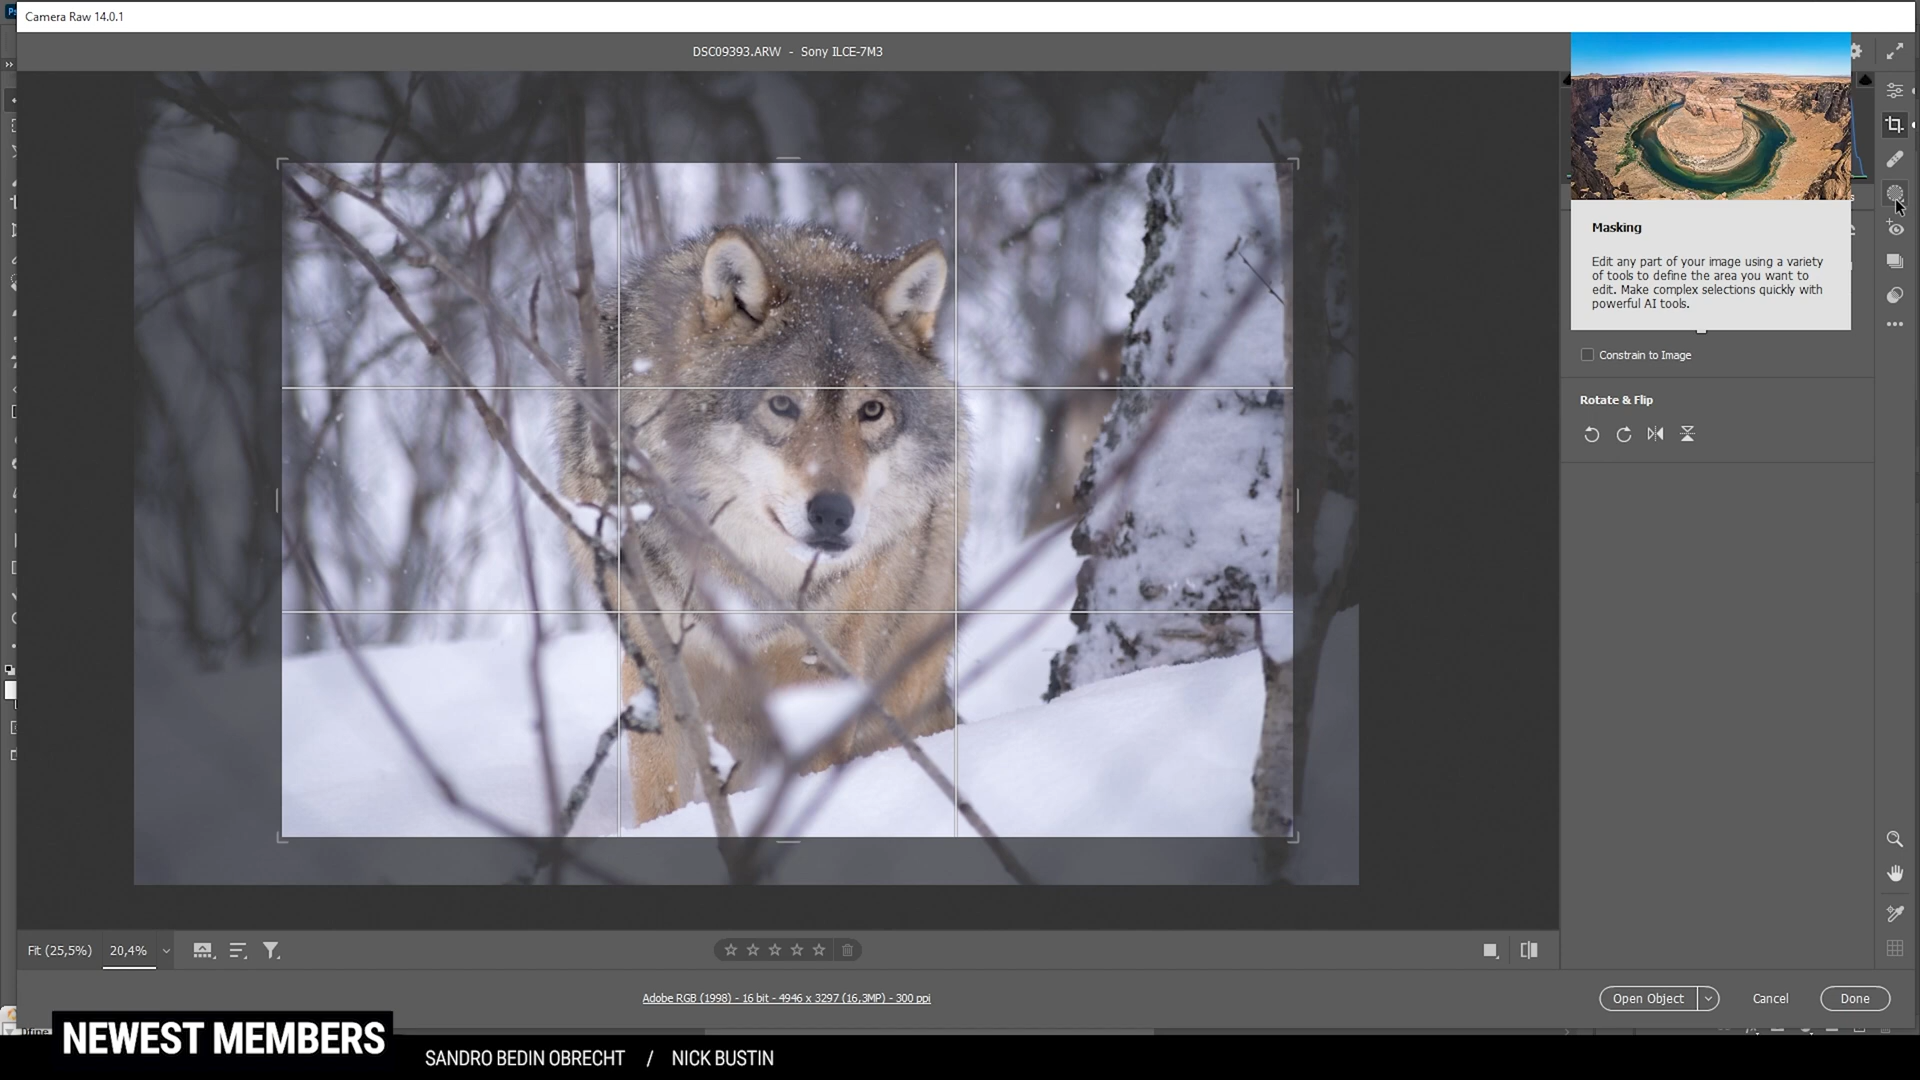 Camera Raw 14.0.1
DSC09393.ARW - Sony ILCE-7M3
Masking
Edit any part of your image using a variety
of tools to define the area you want to
edit. Make complex selections quickly with
powerful AI tools.
Constrain to Image
Rotate & Flip
Fit (25,5%) 20,4%
Adobe RGB (1998) - 16 bit - 4946 x 3297 (16,3MP) - 300 ppi
Open Object Cancel Done
NEWEST MEMBERS
SANDRO BEDIN OBRECHT / NICK BUSTIN